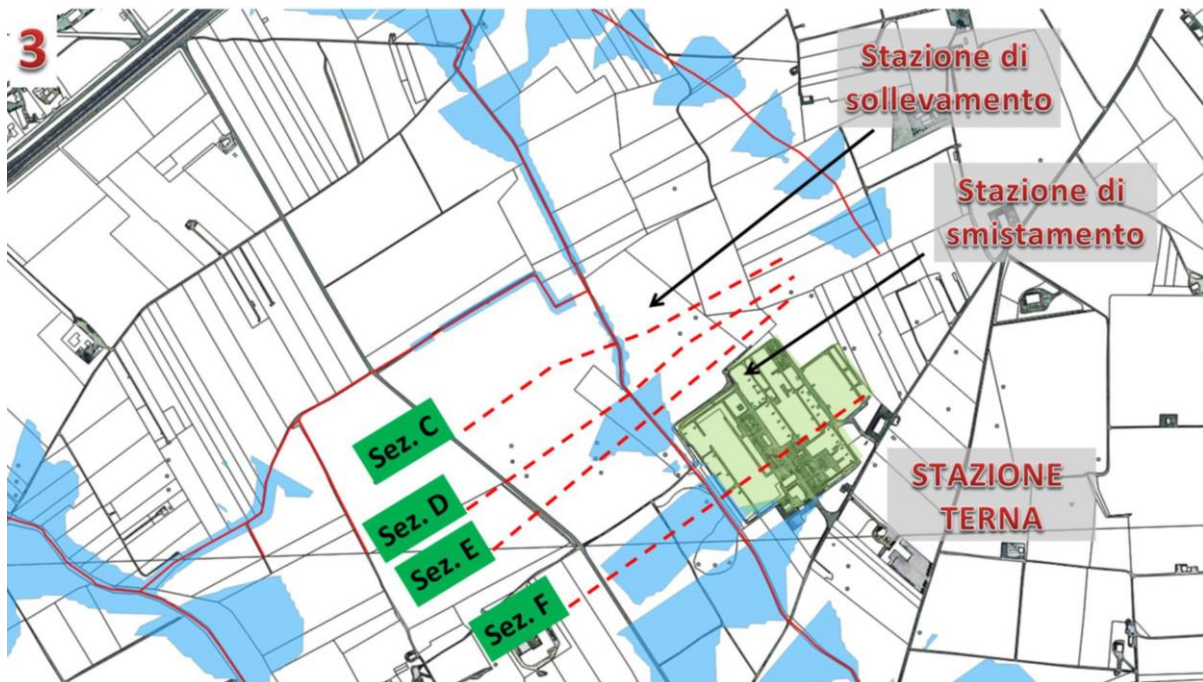 3
Stazione di
sollevamento
Stazione di
smistamento
Sez. C
Sez. D
Sez. E
Sez. F
STAZIONE
TERNA